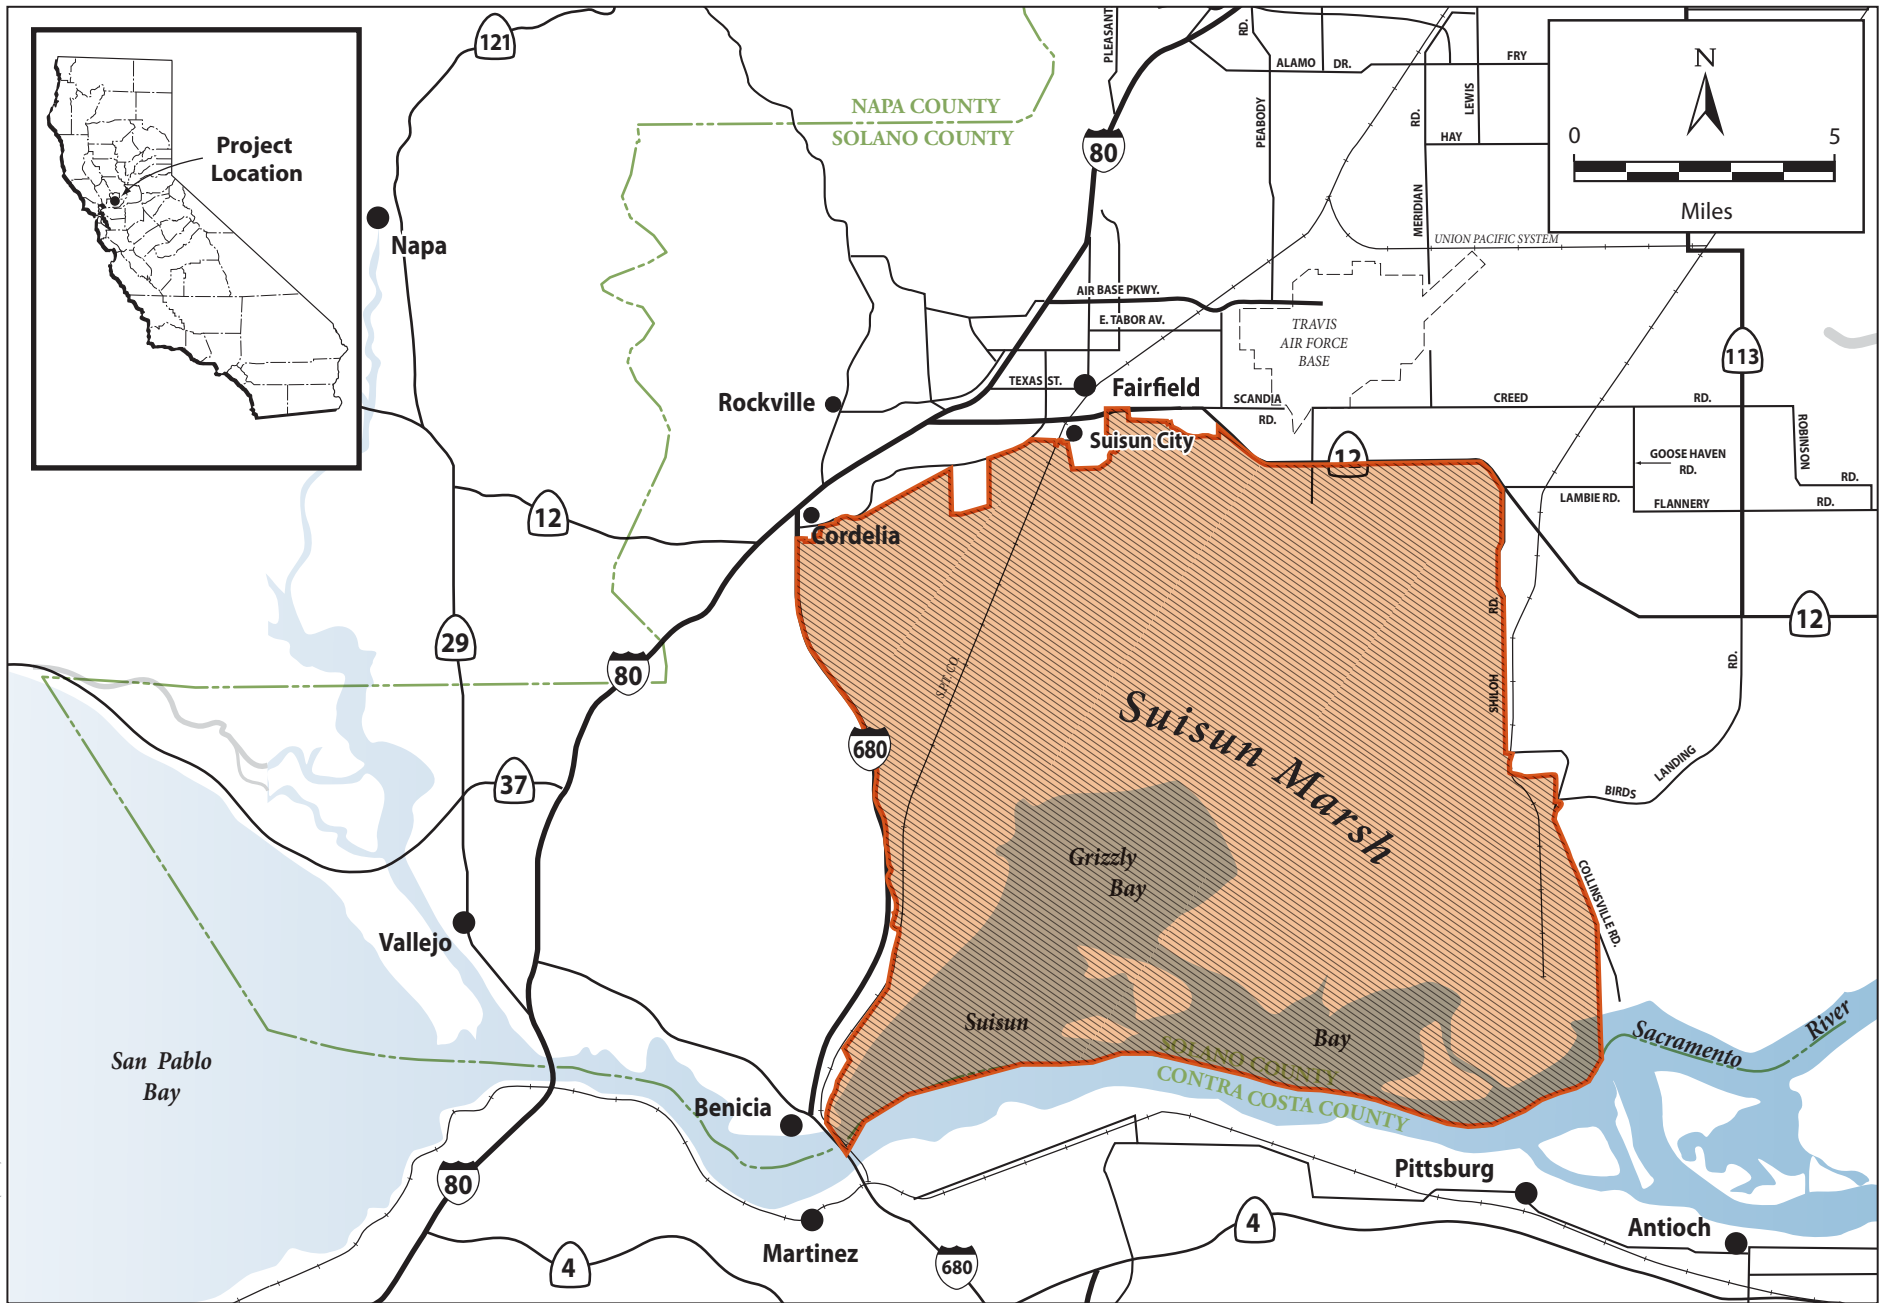 121
PLEASANT
RD.
ALAMO DR.
FRY
N
0
5
Miles
NAPA COUNTY
SOLANO COUNTY
80
PEABODY
RD.
LEWIS
HAY
MERIDIAN
Project
Location
Napa
UNION PACIFIC SYSTEM
AIR BASE PKWY.
E. TABOR AV.
TRAVIS
AIR FORCE
BASE
113
TEXAS ST.
Fairfield
Rockville
SCANDIA
RD.
CREED
RD.
ROBINSON
Suisun City
12
GOOSE HAVEN
RD.
RD.
LAMBIE RD.
FLANNERY
RD.
12
Cordelia
RD.
12
29
80
S.P.T. CO.
SHILOH
RD.
Suisun Marsh
680
37
LANDING
BIRDS
Grizzly
Bay
COLLINSVILLE RD.
Vallejo
Suisun
Bay
Sacramento
River
San Pablo
Bay
SOLANO COUNTY
CONTRA COSTA COUNTY
Benicia
80
Pittsburg
Martinez
4
Antioch
4
680